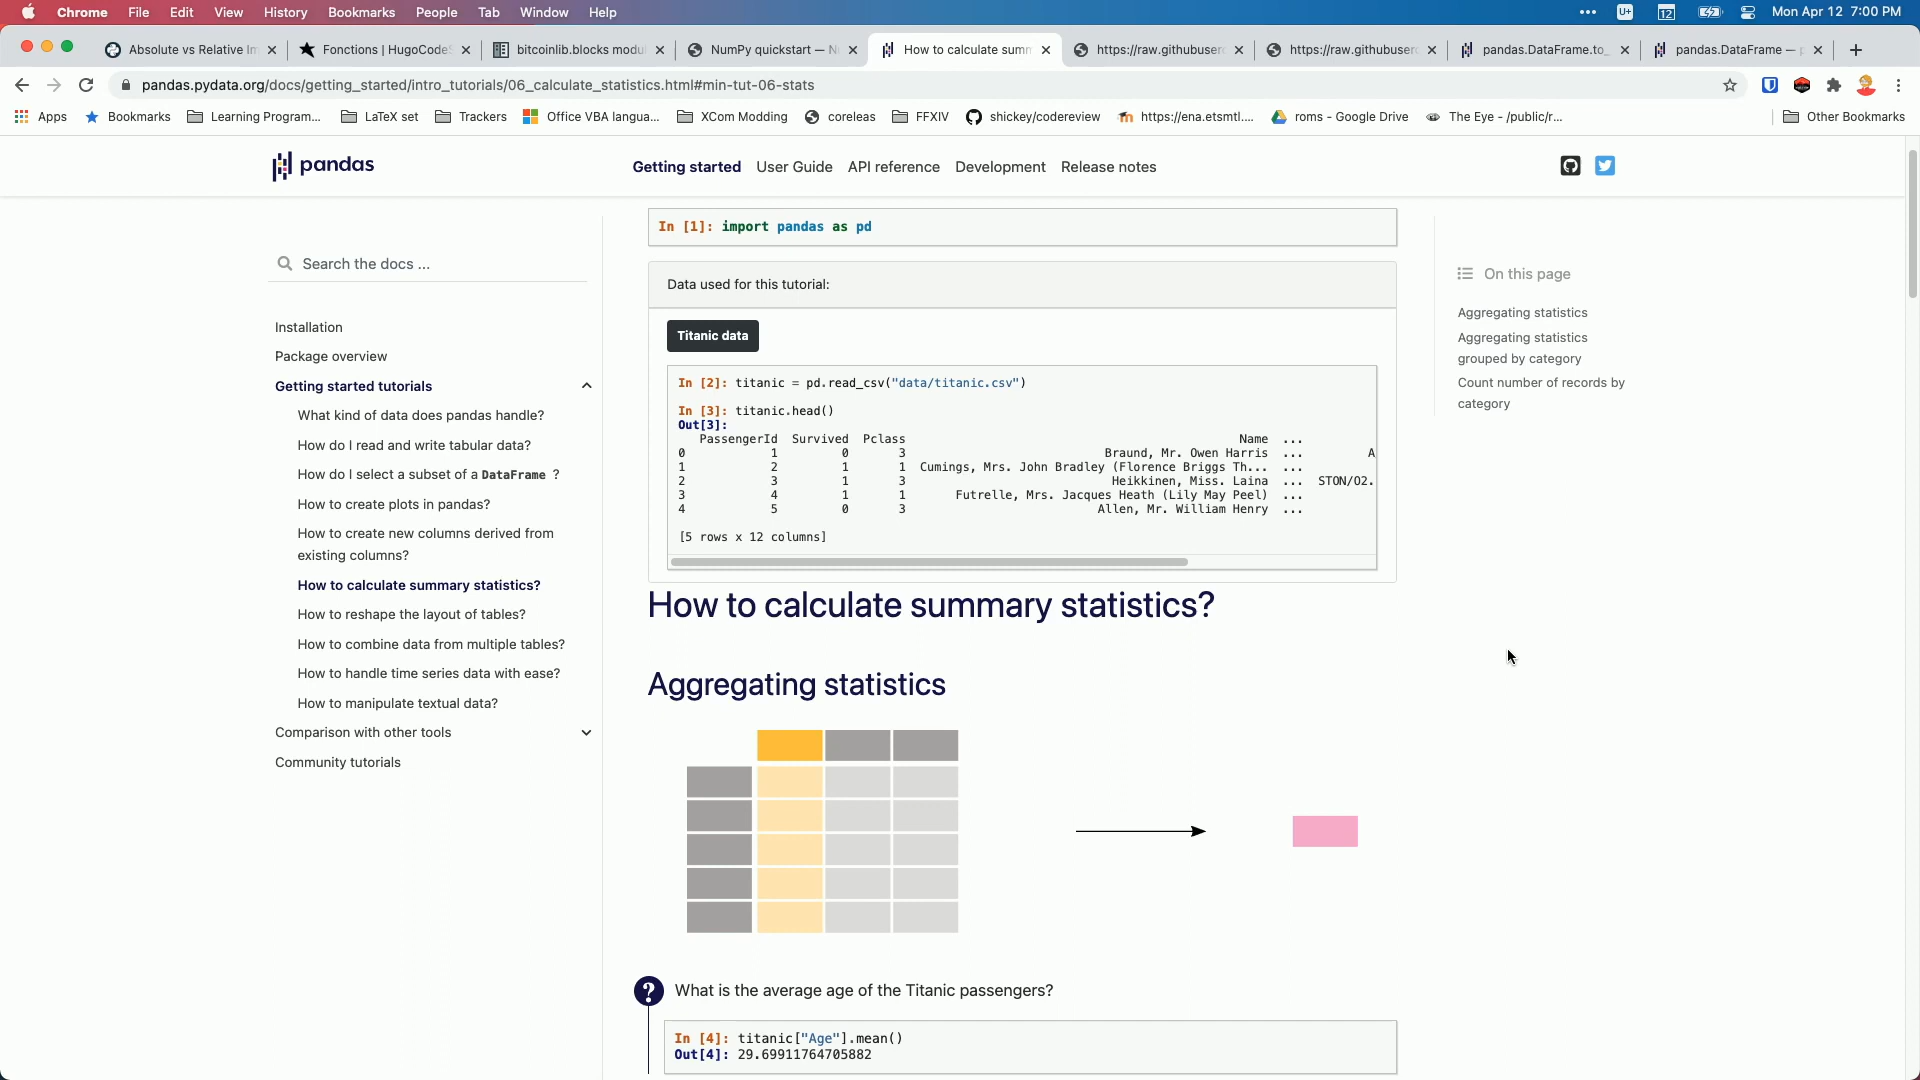 Chrome File Edit View History Bookmarks People Tab Window Help
U+ 12 Mon Apr 12 7:00 PM
Absolute vs Relative Im
Fonctions | HugoCodeS
bitcoinlib.blocks modul
NumPy quickstart — N
How to calculate summ
https://raw.githubuserc
https://raw.githubuserc
pandas.DataFrame.to_
pandas.DataFrame — p
pandas.pydata.org/docs/getting_started/intro_tutorials/06_calculate_statistics.html#min-tut-06-stats
Apps Bookmarks Learning Program... LaTeX set Trackers Office VBA langua... XCom Modding coreleas FFXIV shickey/codereview https://ena.etsmtl.... roms - Google Drive The Eye - /public/r... Other Bookmarks
pandas
Getting started User Guide API reference Development Release notes
Search the docs ...
Installation
Package overview
Getting started tutorials
What kind of data does pandas handle?
How do I read and write tabular data?
How do I select a subset of a DataFrame ?
How to create plots in pandas?
How to create new columns derived from
existing columns?
How to calculate summary statistics?
How to reshape the layout of tables?
How to combine data from multiple tables?
How to handle time series data with ease?
How to manipulate textual data?
Comparison with other tools
Community tutorials
In [1]: import pandas as pd
Data used for this tutorial:
Titanic data
In [2]: titanic = pd.read_csv("data/titanic.csv")
In [3]: titanic.head()
Out[3]:
PassengerId Survived Pclass Name ...
0 1 0 3 Braund, Mr. Owen Harris ... A
1 2 1 1 Cumings, Mrs. John Bradley (Florence Briggs Th... ...
2 3 1 3 Heikkinen, Miss. Laina ... STON/O2.
3 4 1 1 Futrelle, Mrs. Jacques Heath (Lily May Peel) ...
4 5 0 3 Allen, Mr. William Henry ...
[5 rows x 12 columns]
How to calculate summary statistics?
Aggregating statistics
? What is the average age of the Titanic passengers?
In [4]: titanic["Age"].mean()
Out[4]: 29.69911764705882
On this page
Aggregating statistics
Aggregating statistics
grouped by category
Count number of records by
category